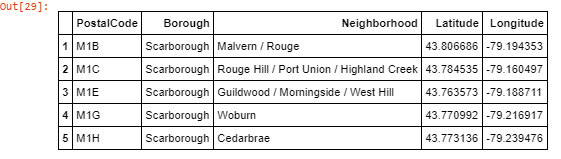 Out[29]:
PostalCode Borough Neighborhood Latitude Longitude
1 M1B Scarborough Malvern / Rouge 43.806686 -79.194353
2 M1C Scarborough Rouge Hill / Port Union / Highland Creek 43.784535 -79.160497
3 M1E Scarborough Guildwood / Morningside / West Hill 43.763573 -79.188711
4 M1G Scarborough Woburn 43.770992 -79.216917
5 M1H Scarborough Cedarbrae 43.773136 -79.239476